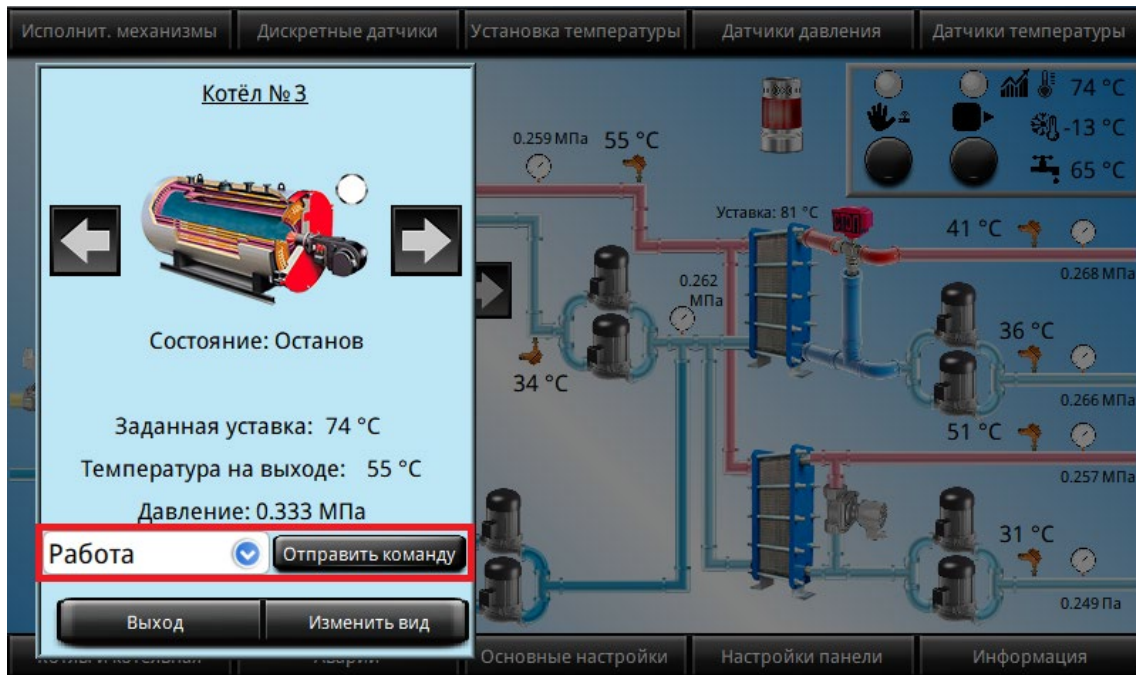 Исполнит. механизмы
Дискретные датчики
Установка температуры
Датчики давления
Датчики температуры
Котёл № 3
Состояние: Останов
Заданная уставка: 74 °C
Температура на выходе: 55 °C
Давление: 0.333 МПа
Работа
Отправить команду
Выход
Изменить вид
0.259 МПа
55 °C
74 °C
-13 °C
65 °C
Уставка: 81 °C
41 °C
0.268 МПа
0.262
МПа
34 °C
36 °C
0.266 МПа
51 °C
0.257 МПа
31 °C
0.249 Па
Основные настройки
Настройки панели
Информация